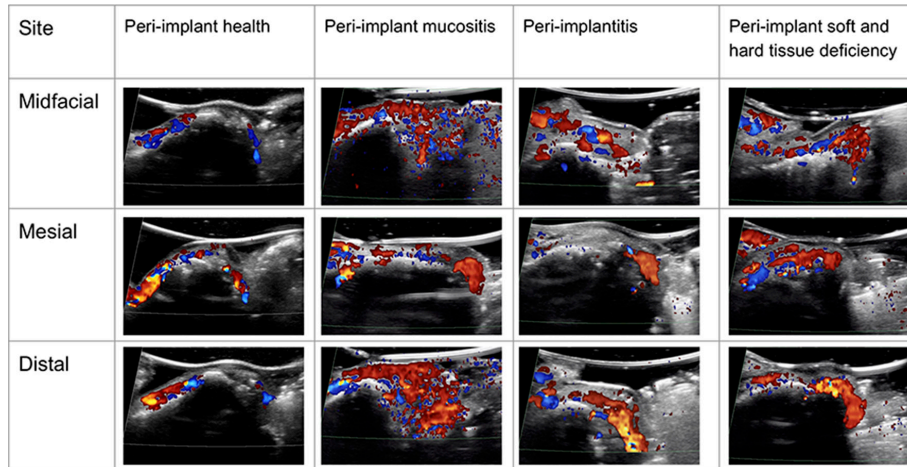 Site
Peri-implant health
Peri-implant mucositis
Peri-implantitis
Peri-implant soft and
hard tissue deficiency
Midfacial
Mesial
Distal